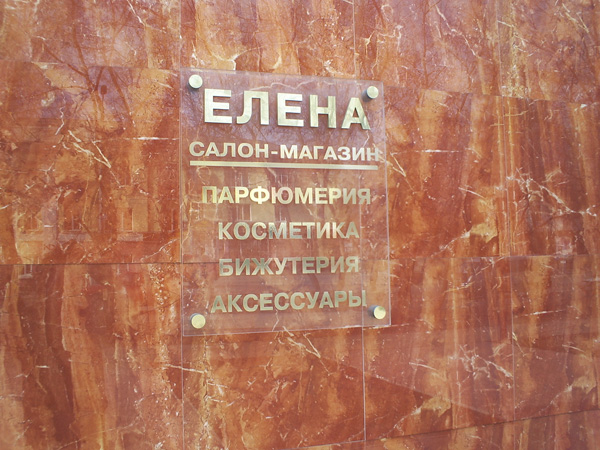 ЕЛЕНА
САЛОН-МАГАЗИН
ПАРФЮМЕРИЯ
КОСМЕТИКА
БИЖУТЕРИЯ
АКСЕССУАРЫ